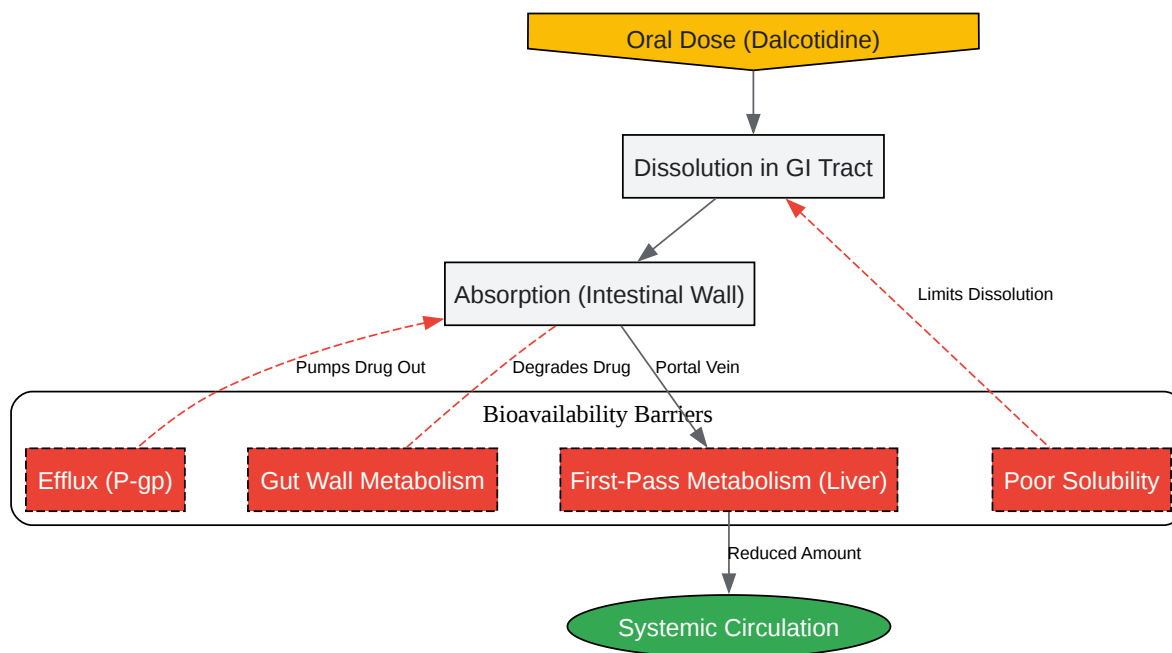 Oral Dose (Dalcotidine)
Dissolution in GI Tract
Absorption (Intestinal Wall)
Limits Dissolution
Pumps Drug Out
Degrades Drug
Portal Vein
Bioavailability Barriers
Efflux (P-gp)
Gut Wall Metabolism
First-Pass Metabolism (Liver)
Poor Solubility
Reduced Amount
Systemic Circulation